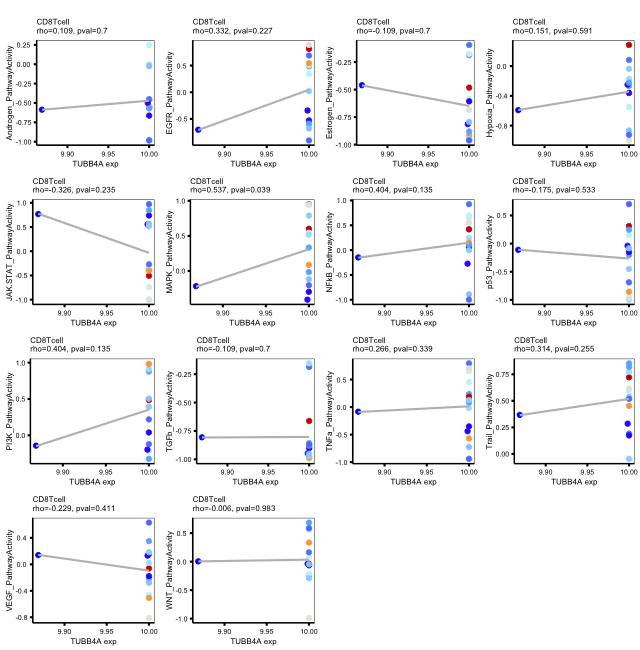 CD8Tcell
rho=0.109, pval=0.7
Androgen_PathwayActivity
0.25
0.00
-0.25
-0.50
-0.75
-1.00
9.90
9.95
10.00
TUBB4A exp
CD8Tcell
rho=0.332, pval=0.227
EGFR_PathwayActivity
0.5
0.0
-0.5
9.90
9.95
10.00
TUBB4A exp
CD8Tcell
rho=-0.109, pval=0.7
Estrogen_PathwayActivity
-0.25
-0.50
-0.75
-1.00
9.90
9.95
10.00
TUBB4A exp
CD8Tcell
rho=0.151, pval=0.591
Hypoxia_PathwayActivity
0.0
-0.4
-0.8
9.90
9.95
10.00
TUBB4A exp
CD8Tcell
rho=-0.326, pval=0.235
JAK.STAT_PathwayActivity
1.0
0.5
0.0
-0.5
-1.0
9.90
9.95
10.00
TUBB4A exp
CD8Tcell
rho=0.537, pval=0.039
MAPK_PathwayActivity
1.0
0.5
0.0
9.90
9.95
10.00
TUBB4A exp
CD8Tcell
rho=0.404, pval=0.135
NFkB_PathwayActivity
1.0
0.5
0.0
-0.5
-1.0
9.90
9.95
10.00
TUBB4A exp
CD8Tcell
rho=-0.175, pval=0.533
p53_PathwayActivity
0.5
0.0
-0.5
-1.0
9.90
9.95
10.00
TUBB4A exp
CD8Tcell
rho=0.404, pval=0.135
PI3K_PathwayActivity
1.0
0.5
0.0
9.90
9.95
10.00
TUBB4A exp
CD8Tcell
rho=-0.109, pval=0.7
TGFb_PathwayActivity
-0.25
-0.50
-0.75
-1.00
9.90
9.95
10.00
TUBB4A exp
CD8Tcell
rho=0.266, pval=0.339
TNFa_PathwayActivity
0.5
0.0
-0.5
-1.0
9.90
9.95
10.00
TUBB4A exp
CD8Tcell
rho=0.314, pval=0.255
Trail_PathwayActivity
0.75
0.50
0.25
0.00
9.90
9.95
10.00
TUBB4A exp
CD8Tcell
rho=-0.229, pval=0.411
VEGF_PathwayActivity
0.4
0.0
-0.4
-0.8
9.90
9.95
10.00
TUBB4A exp
CD8Tcell
rho=-0.006, pval=0.983
WNT_PathwayActivity
0.5
0.0
-0.5
-1.0
9.90
9.95
10.00
TUBB4A exp